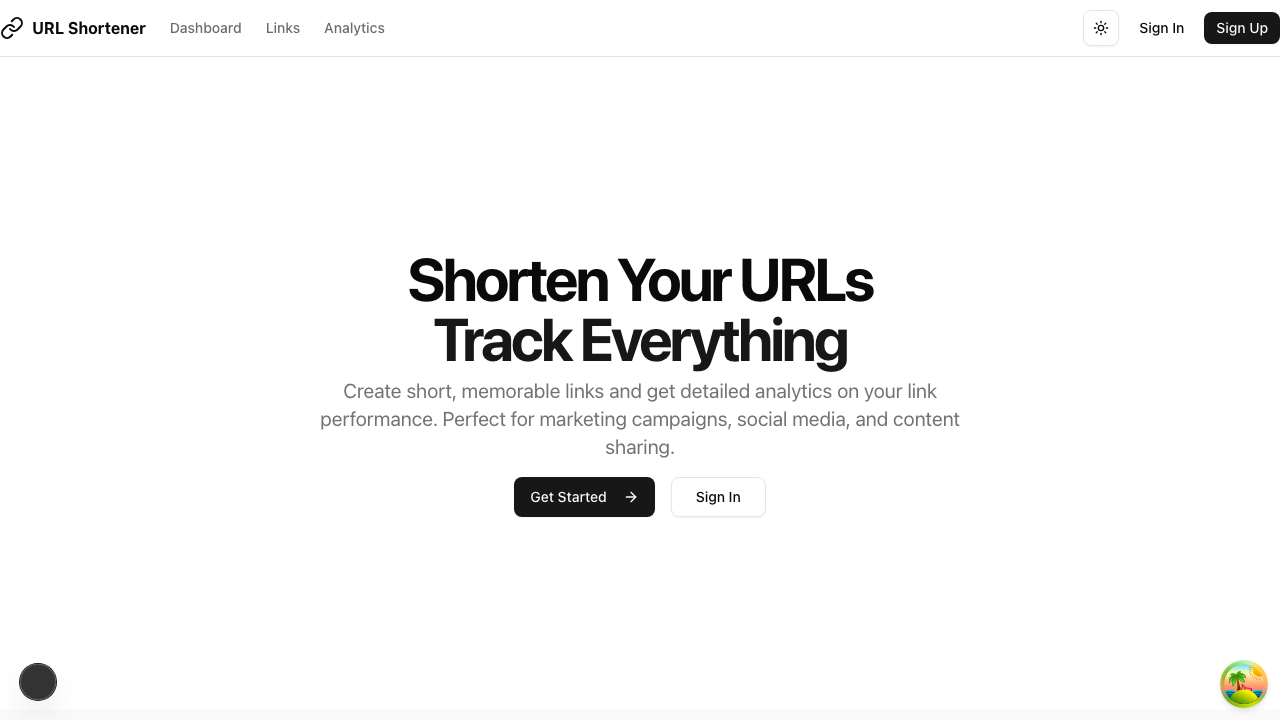 URL Shortener
Dashboard
Links
Analytics
Sign In
Sign Up
Shorten Your URLs
Track Everything
Create short, memorable links and get detailed analytics on your link
performance. Perfect for marketing campaigns, social media, and content
sharing.
Get Started
Sign In